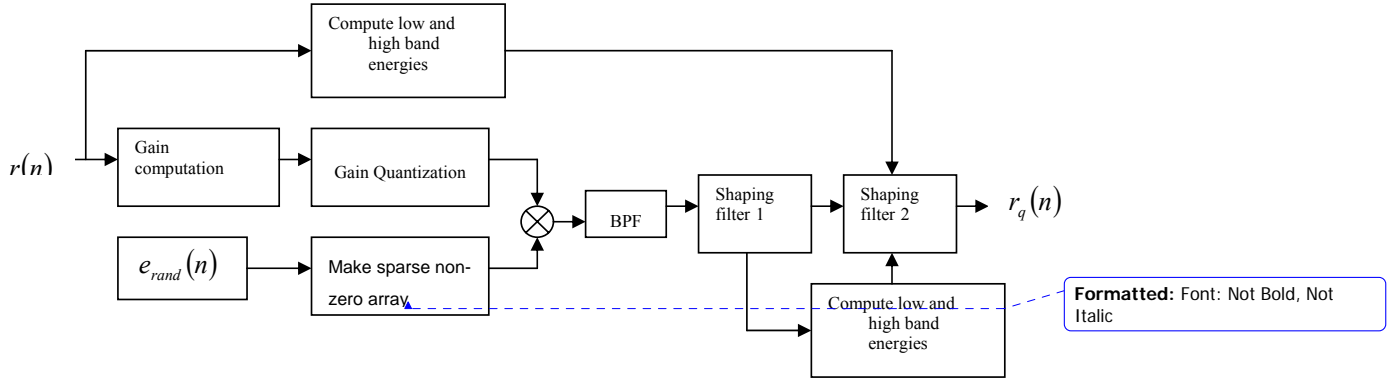 Compute low and
high band
energies
r(n)
Gain
computation
Gain Quantization
e_rand(n)
Make sparse non-
zero array
BPF
Shaping
filter 1
Shaping
filter 2
r_q(n)
Compute low and
high band
energies
Formatted: Font: Not Bold, Not
Italic